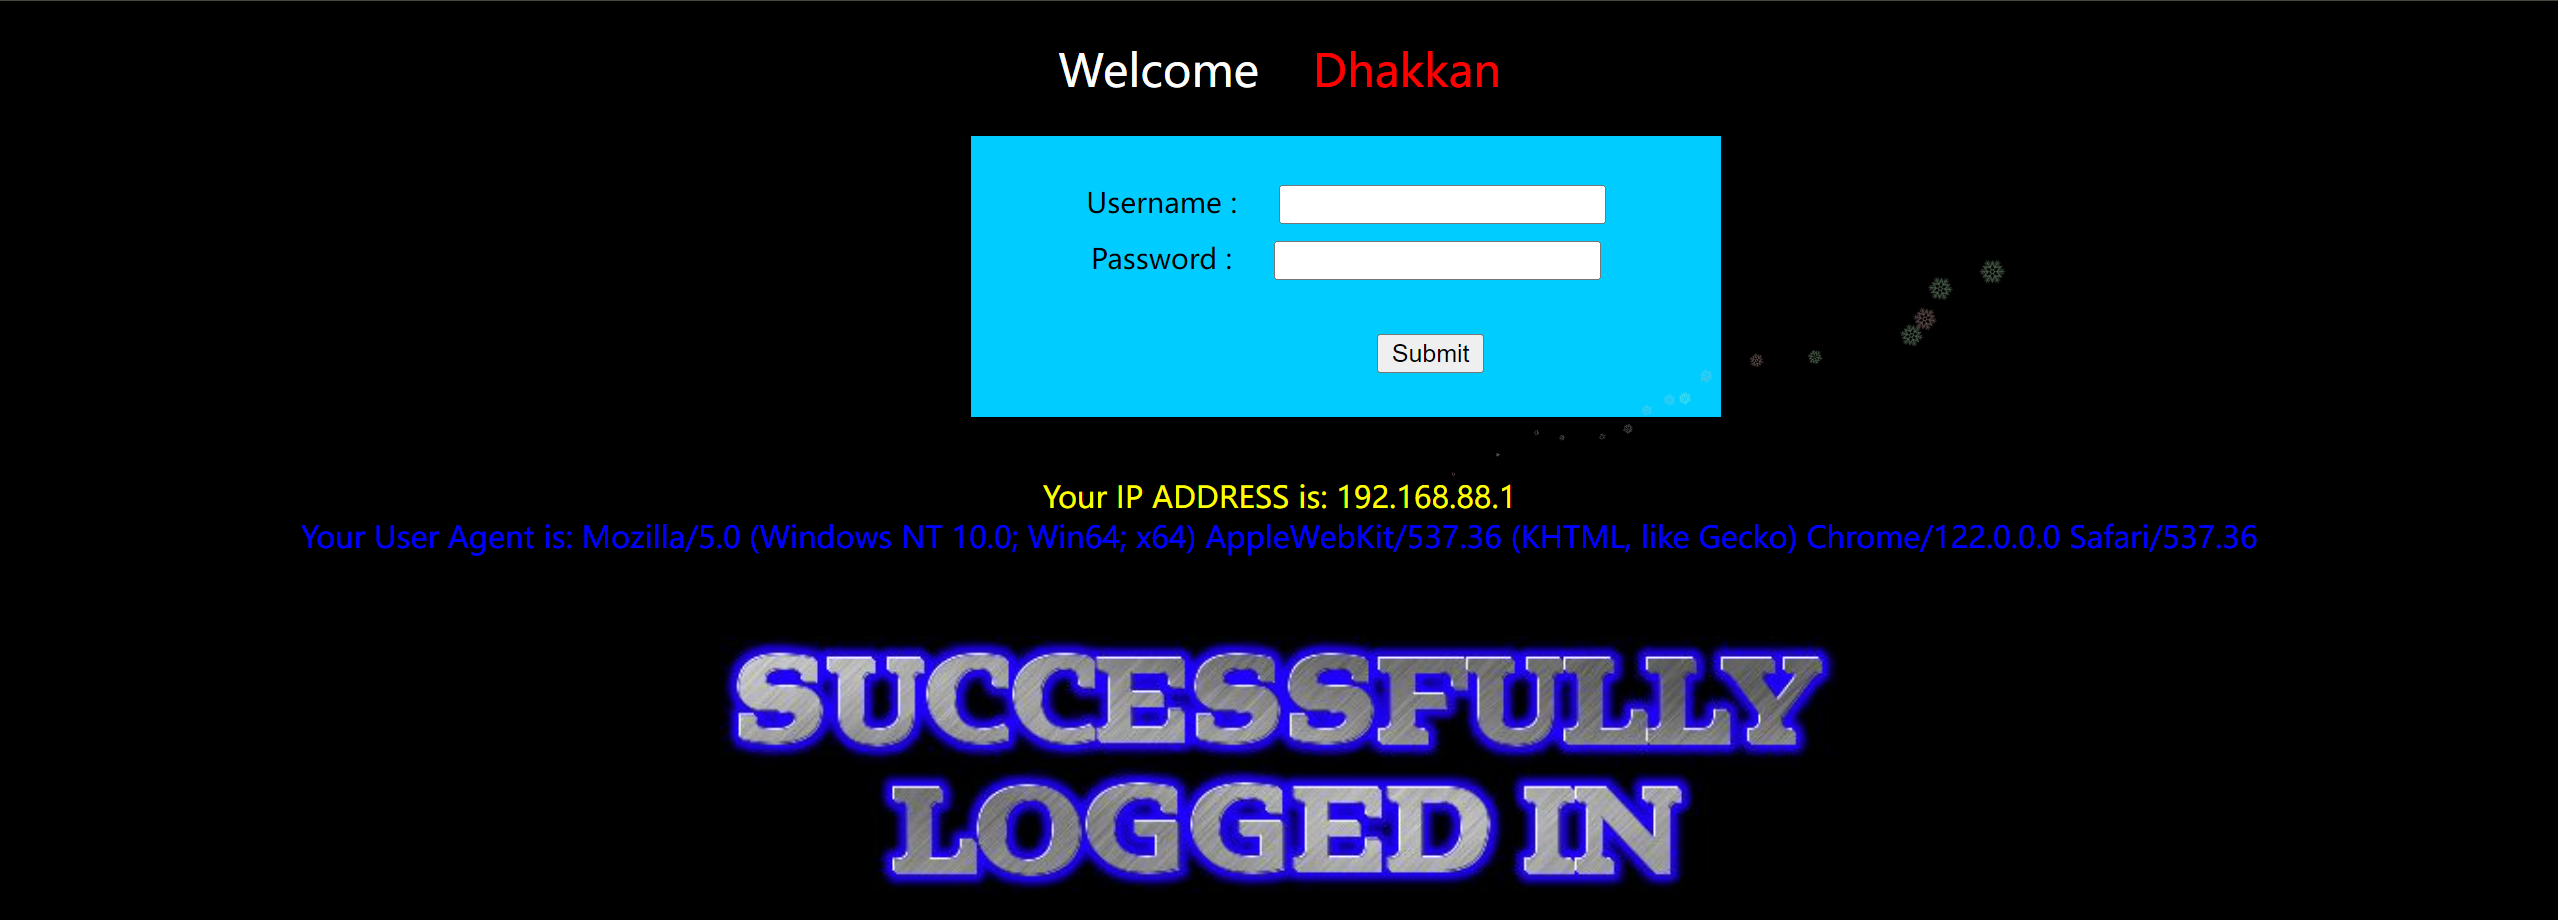 Welcome Dhakkan
Username :
Password :
Submit
Your IP ADDRESS is: 192.168.88.1
Your User Agent is: Mozilla/5.0 (Windows NT 10.0; Win64; x64) AppleWebKit/537.36 (KHTML, like Gecko) Chrome/122.0.0.0 Safari/537.36
SUCCESSFULLY
LOGGED IN